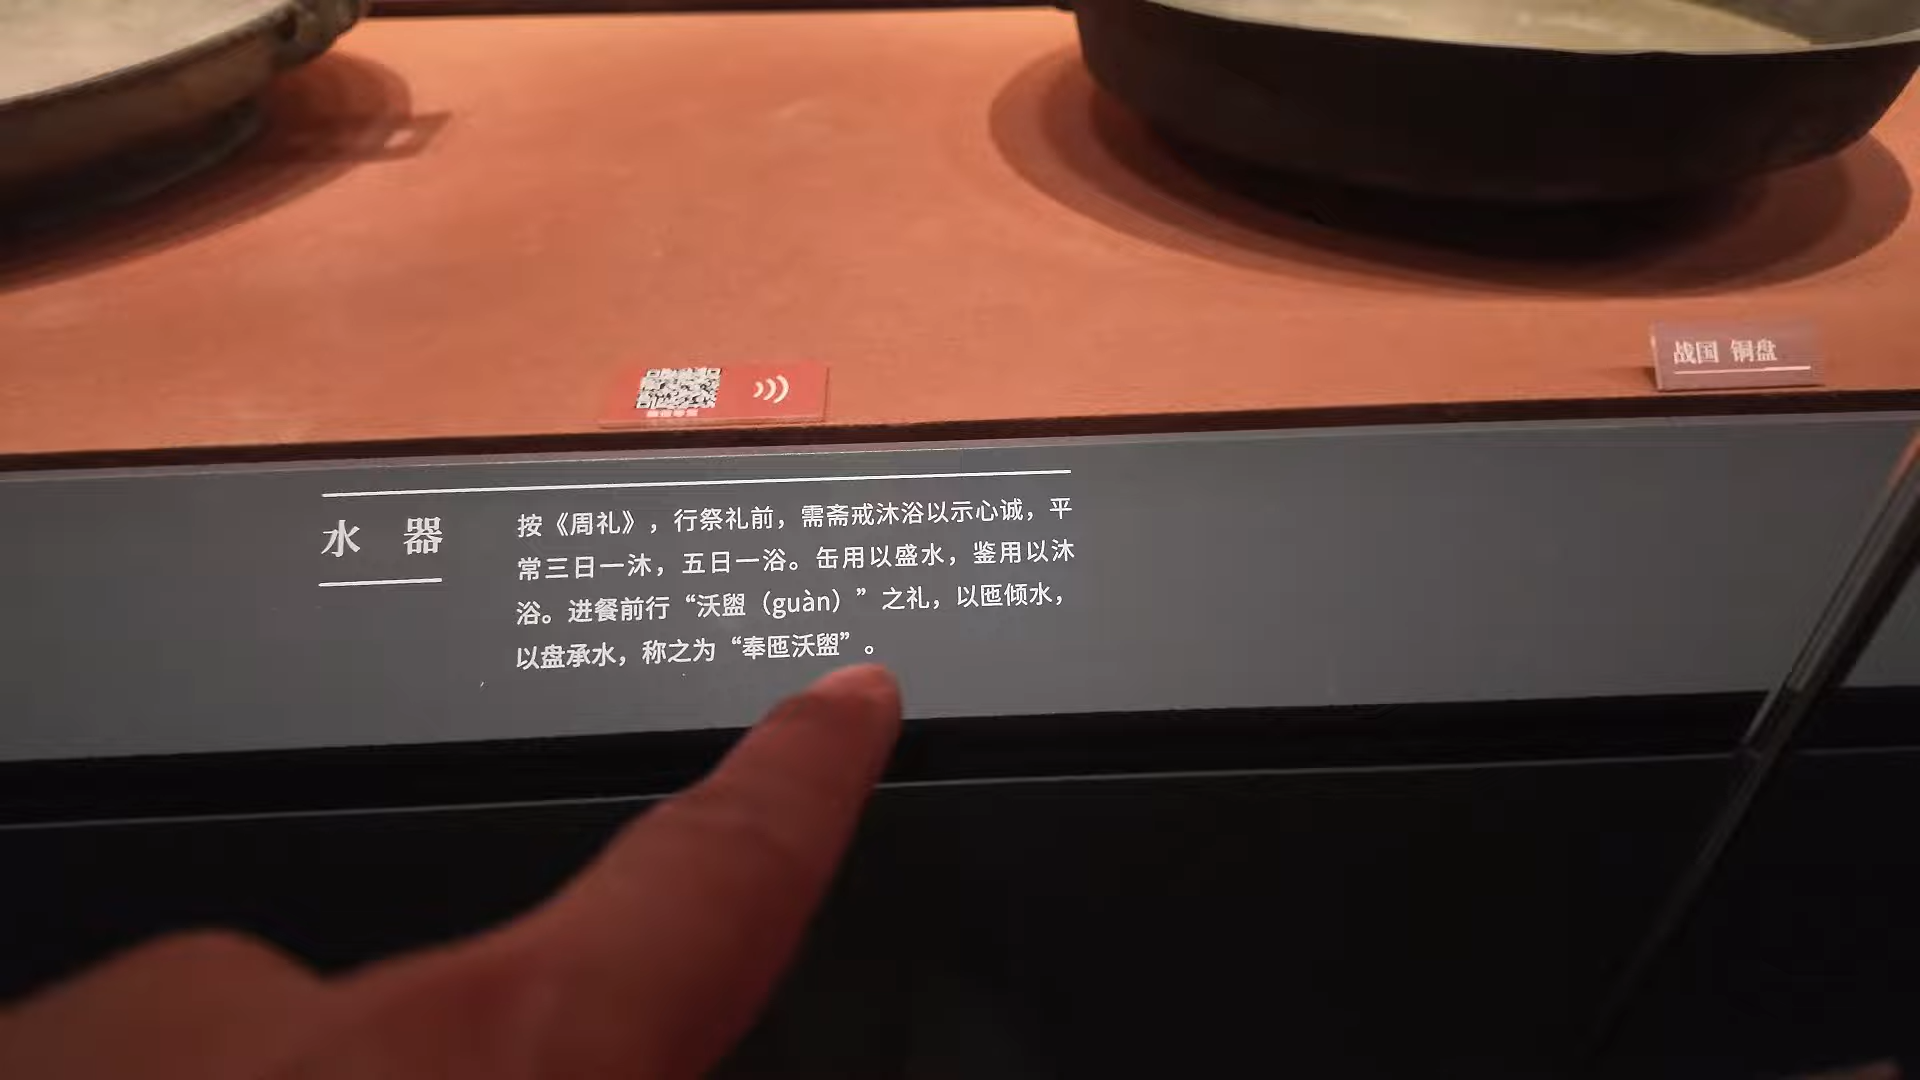 战国 铜盘
水 器
按《周礼》，行祭礼前，需斋戒沐浴以示心诚，平
常三日一沐，五日一浴。缶用以盛水，鉴用以沐
浴。进餐前行“沃盥（guàn）”之礼，以匜倾水，
以盘承水，称之为“奉匜沃盥”。